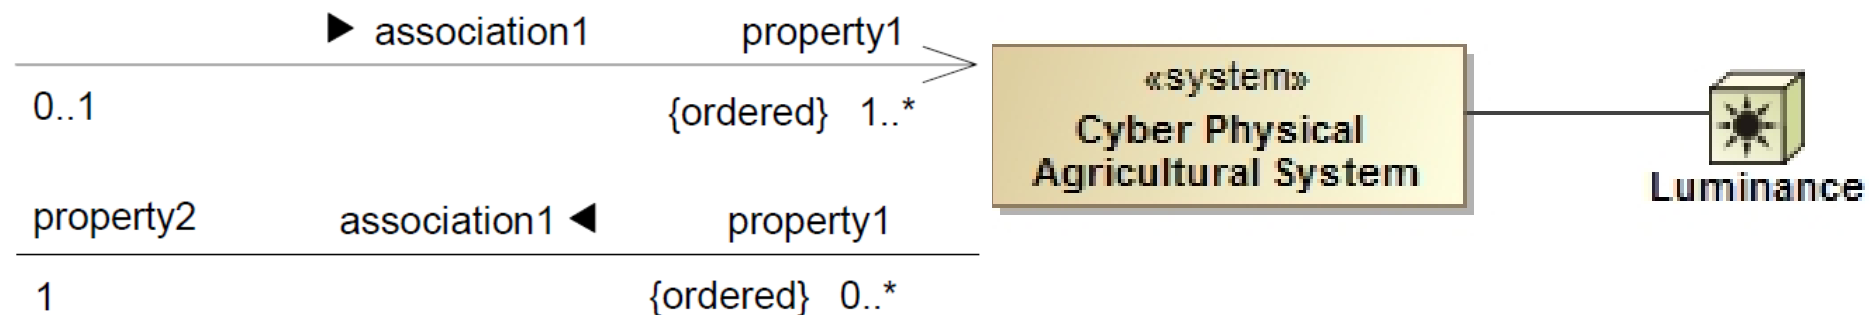 association1 property1
0..1 {ordered} 1..*
property2 association1 property1
1 {ordered} 0..*
«system»
Cyber Physical
Agricultural System
Luminance